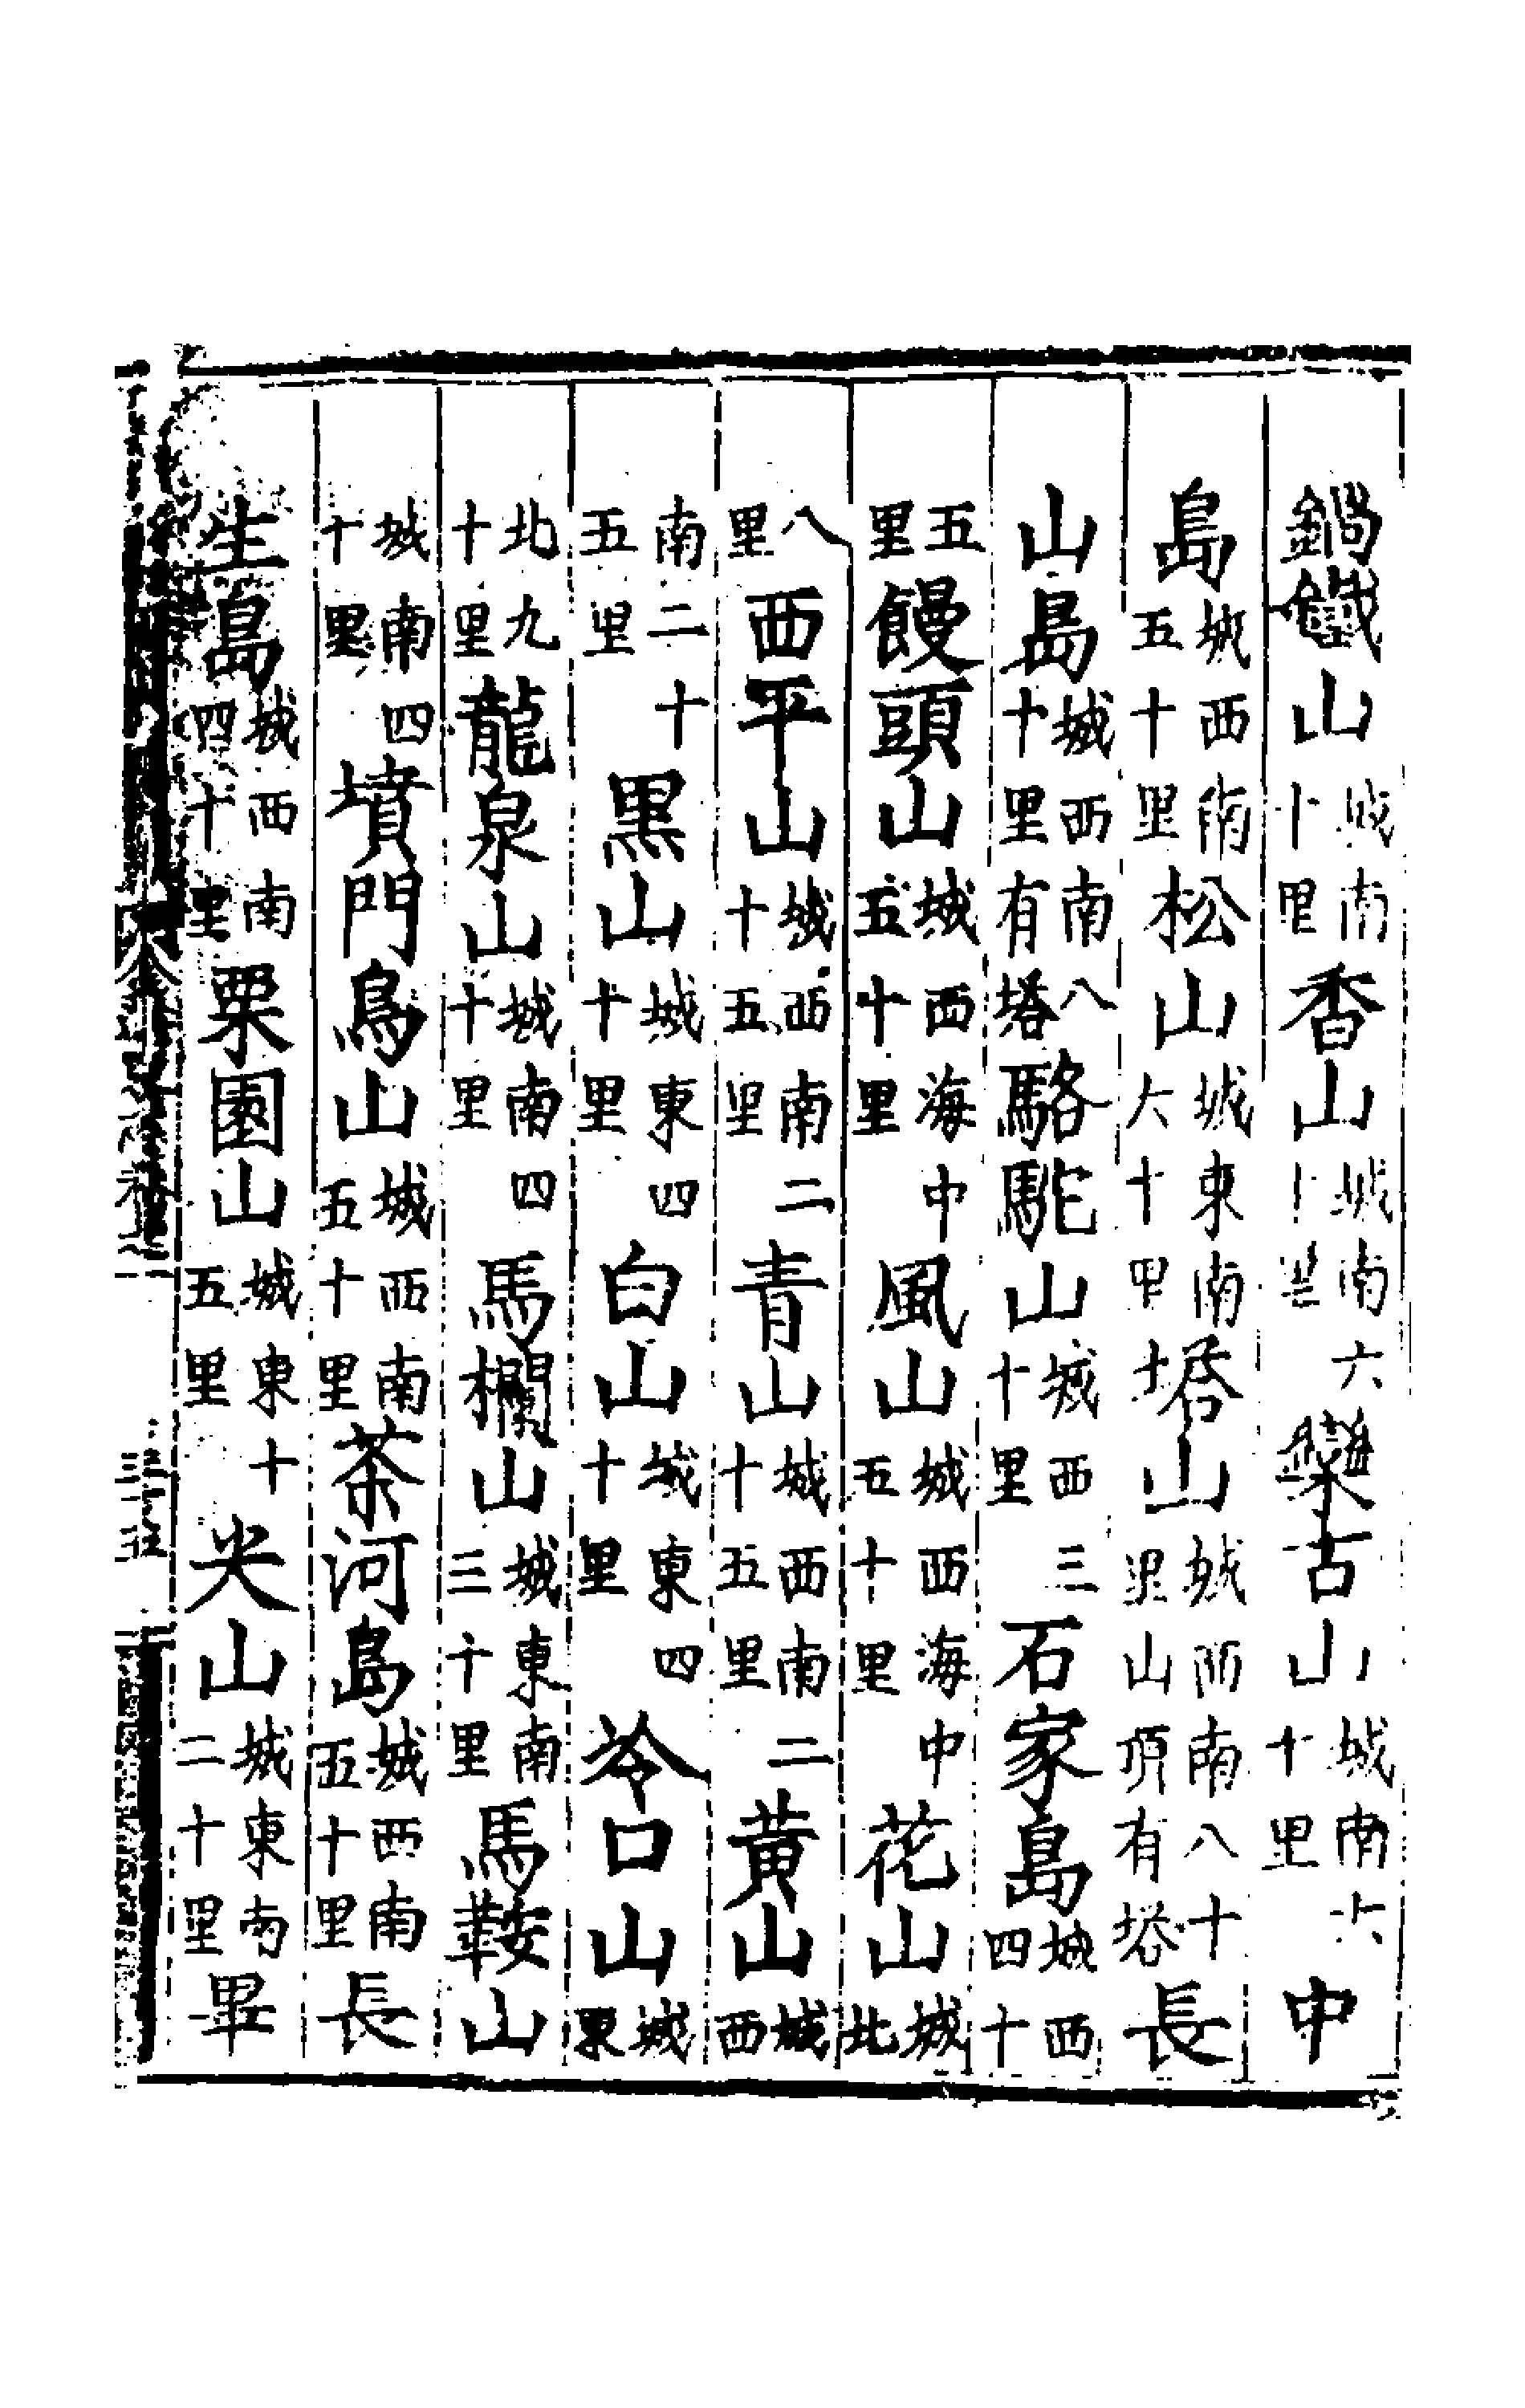 鍋鐵山城南十里香山城南六十里欒古山城南六十里中
島城西南五十里松山城東南六十里塔山城西南八十里山頂有塔長
山島城西南八十里有塔駱駞山城西三十里石家島城西四十
五里饅頭山城西海中五十里風山城西海中五十里花山城北
八里西平山城西南二十五里青山城西南二十五里黃山城西
南二十五里黑山城東四十里白山城東四十里冷口山城東
北九十里龍泉山城南四十里馬欄山城東南三十里馬鞍山
城南四十里墳門鳥山城西南五十里茶河島城西南五十里長
生島城西南四十里栗園山城東十五里尖山城東南二十里畢